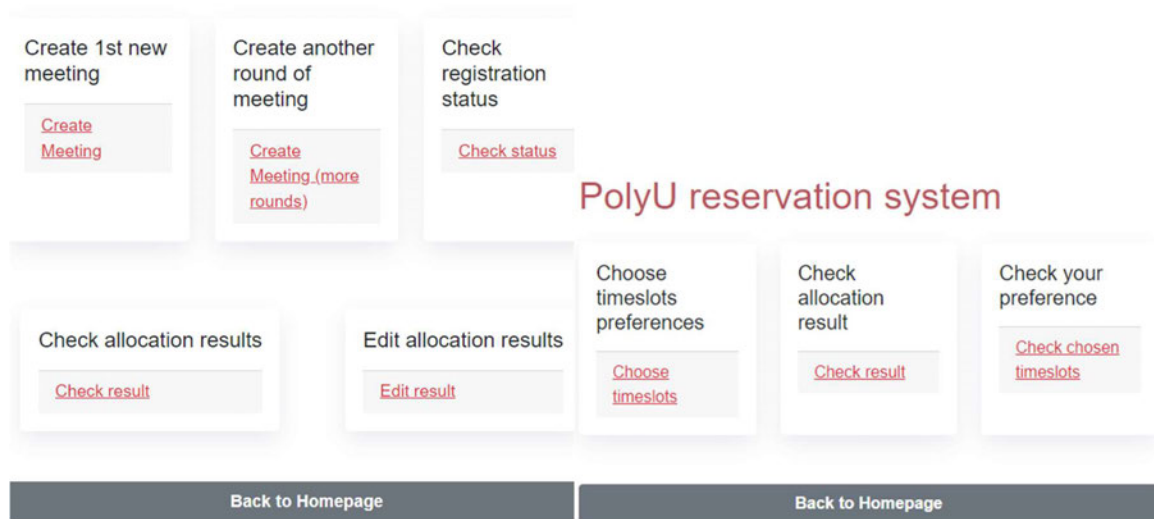 Create 1st new
meeting
Create
Meeting
Create another
round of
meeting
Create
Meeting (more
rounds)
Check
registration
status
Check status
Check allocation results
Check result
Edit allocation results
Edit result
Back to Homepage
PolyU reservation system
Choose
timeslots
preferences
Choose
timeslots
Check
allocation
result
Check result
Check your
preference
Check chosen
timeslots
Back to Homepage